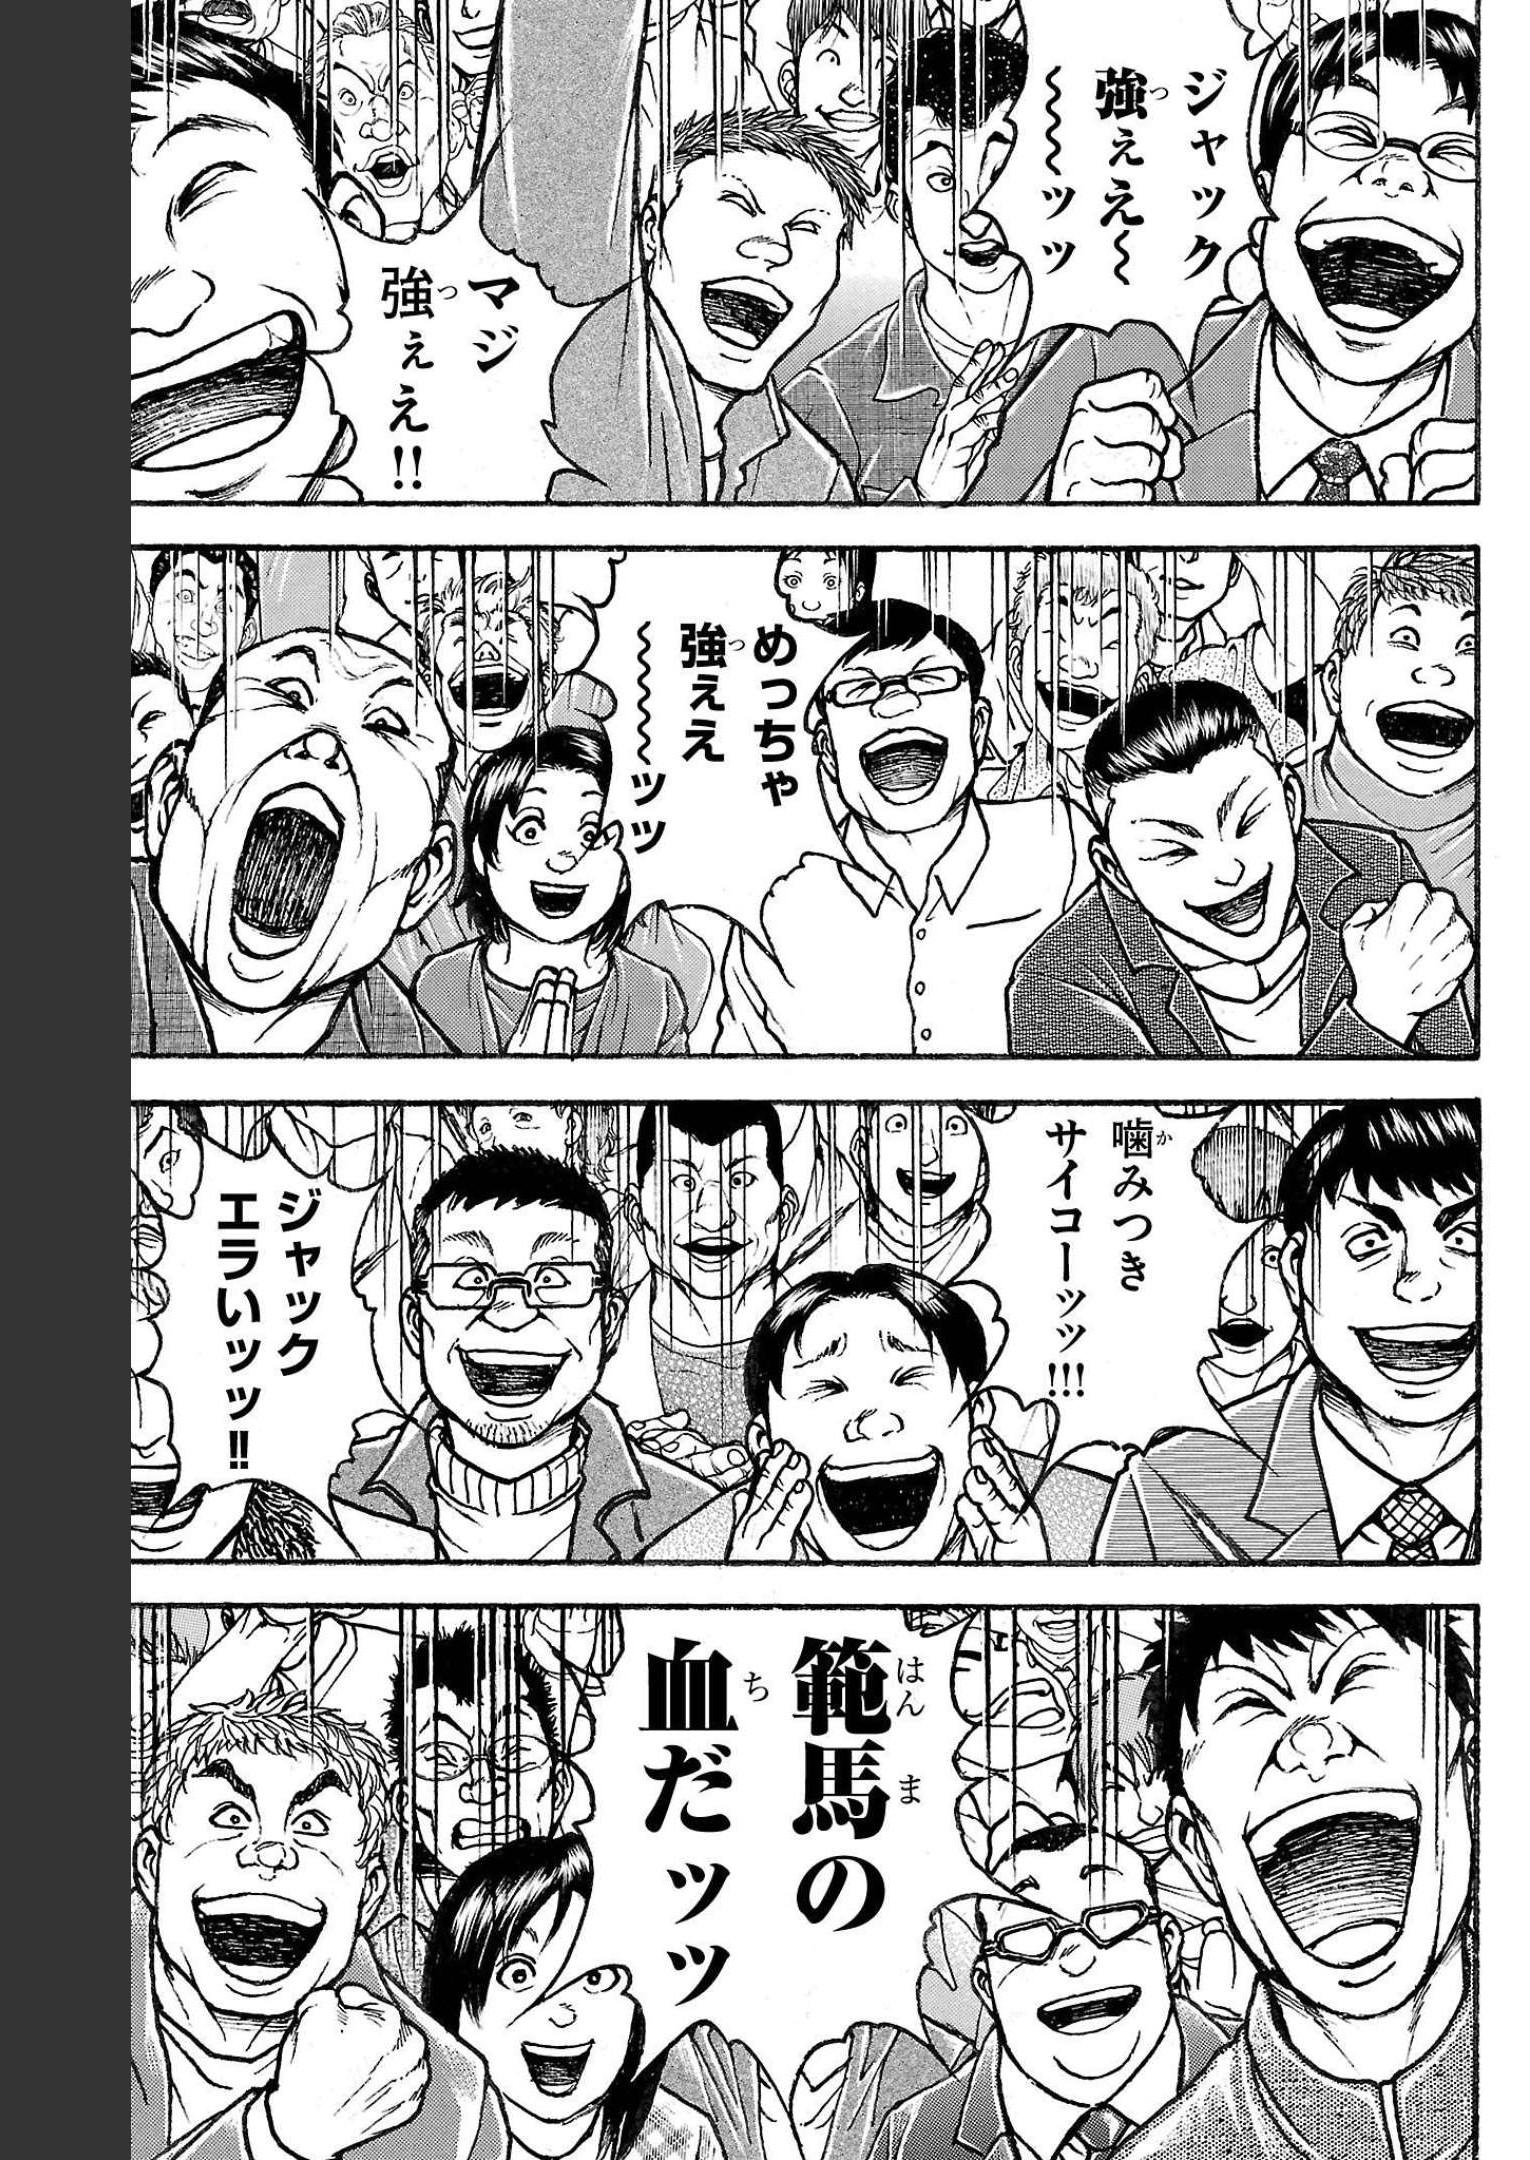 ジャック
強ぇえ〜
〜〜〜ッッ
マジ
強ぇえ!!
めっちゃ
強ぇえ
〜〜〜〜ッッ
噛みつき
サイコーッッ!!!
ジャック
エラいッッ!!
範馬の
血だッッ